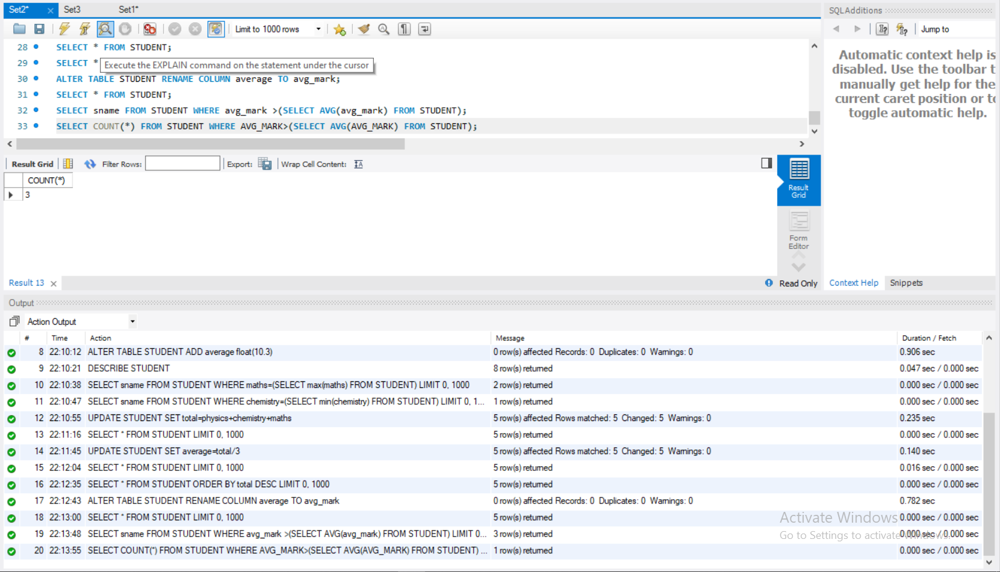 Set2*
Set3
Set1*
SQLAdditions
Limit to 1000 rows
Jump to
28 SELECT * FROM STUDENT;
29 SELECT *
Execute the EXPLAIN command on the statement under the cursor
30 ALTER TABLE STUDENT RENAME COLUMN average TO avg_mark;
31 SELECT * FROM STUDENT;
32 SELECT sname FROM STUDENT WHERE avg_mark >(SELECT AVG(avg_mark) FROM STUDENT);
33 SELECT COUNT(*) FROM STUDENT WHERE AVG_MARK>(SELECT AVG(AVG_MARK) FROM STUDENT);
Automatic context help is
disabled. Use the toolbar t
manually get help for the
current caret position or to
toggle automatic help.
Result Grid Filter Rows: Export: Wrap Cell Content:
COUNT(*)
3
Result
Grid
Form
Editor
Result 13
Read Only
Context Help Snippets
Output
Action Output
# Time Action Message Duration / Fetch
8 22:10:12 ALTER TABLE STUDENT ADD average float(10.3) 0 row(s) affected Records: 0 Duplicates: 0 Warnings: 0 0.906 sec
9 22:10:21 DESCRIBE STUDENT 8 row(s) returned 0.047 sec / 0.000 sec
10 22:10:38 SELECT sname FROM STUDENT WHERE maths=(SELECT max(maths) FROM STUDENT) LIMIT 0, 1000 2 row(s) returned 0.000 sec / 0.000 sec
11 22:10:47 SELECT sname FROM STUDENT WHERE chemistry=(SELECT min(chemistry) FROM STUDENT) LIMIT 0, 1... 1 row(s) returned 0.000 sec / 0.000 sec
12 22:10:55 UPDATE STUDENT SET total=physics+chemistry+maths 5 row(s) affected Rows matched: 5 Changed: 5 Warnings: 0 0.235 sec
13 22:11:16 SELECT * FROM STUDENT LIMIT 0, 1000 5 row(s) returned 0.000 sec / 0.000 sec
14 22:11:45 UPDATE STUDENT SET average=total/3 5 row(s) affected Rows matched: 5 Changed: 5 Warnings: 0 0.140 sec
15 22:12:04 SELECT * FROM STUDENT LIMIT 0, 1000 5 row(s) returned 0.016 sec / 0.000 sec
16 22:12:35 SELECT * FROM STUDENT ORDER BY total DESC LIMIT 0, 1000 5 row(s) returned 0.000 sec / 0.000 sec
17 22:12:43 ALTER TABLE STUDENT RENAME COLUMN average TO avg_mark 0 row(s) affected Records: 0 Duplicates: 0 Warnings: 0 0.782 sec
18 22:13:00 SELECT * FROM STUDENT LIMIT 0, 1000 5 row(s) returned 0.000 sec / 0.000 sec
19 22:13:48 SELECT sname FROM STUDENT WHERE avg_mark >(SELECT AVG(avg_mark) FROM STUDENT) LIMIT 0... 3 row(s) returned 0.000 sec / 0.000 sec
20 22:13:55 SELECT COUNT(*) FROM STUDENT WHERE AVG_MARK>(SELECT AVG(AVG_MARK) FROM STUDENT) ... 1 row(s) returned 0.000 sec / 0.000 sec
Activate Windows
Go to Settings to activate Windows.